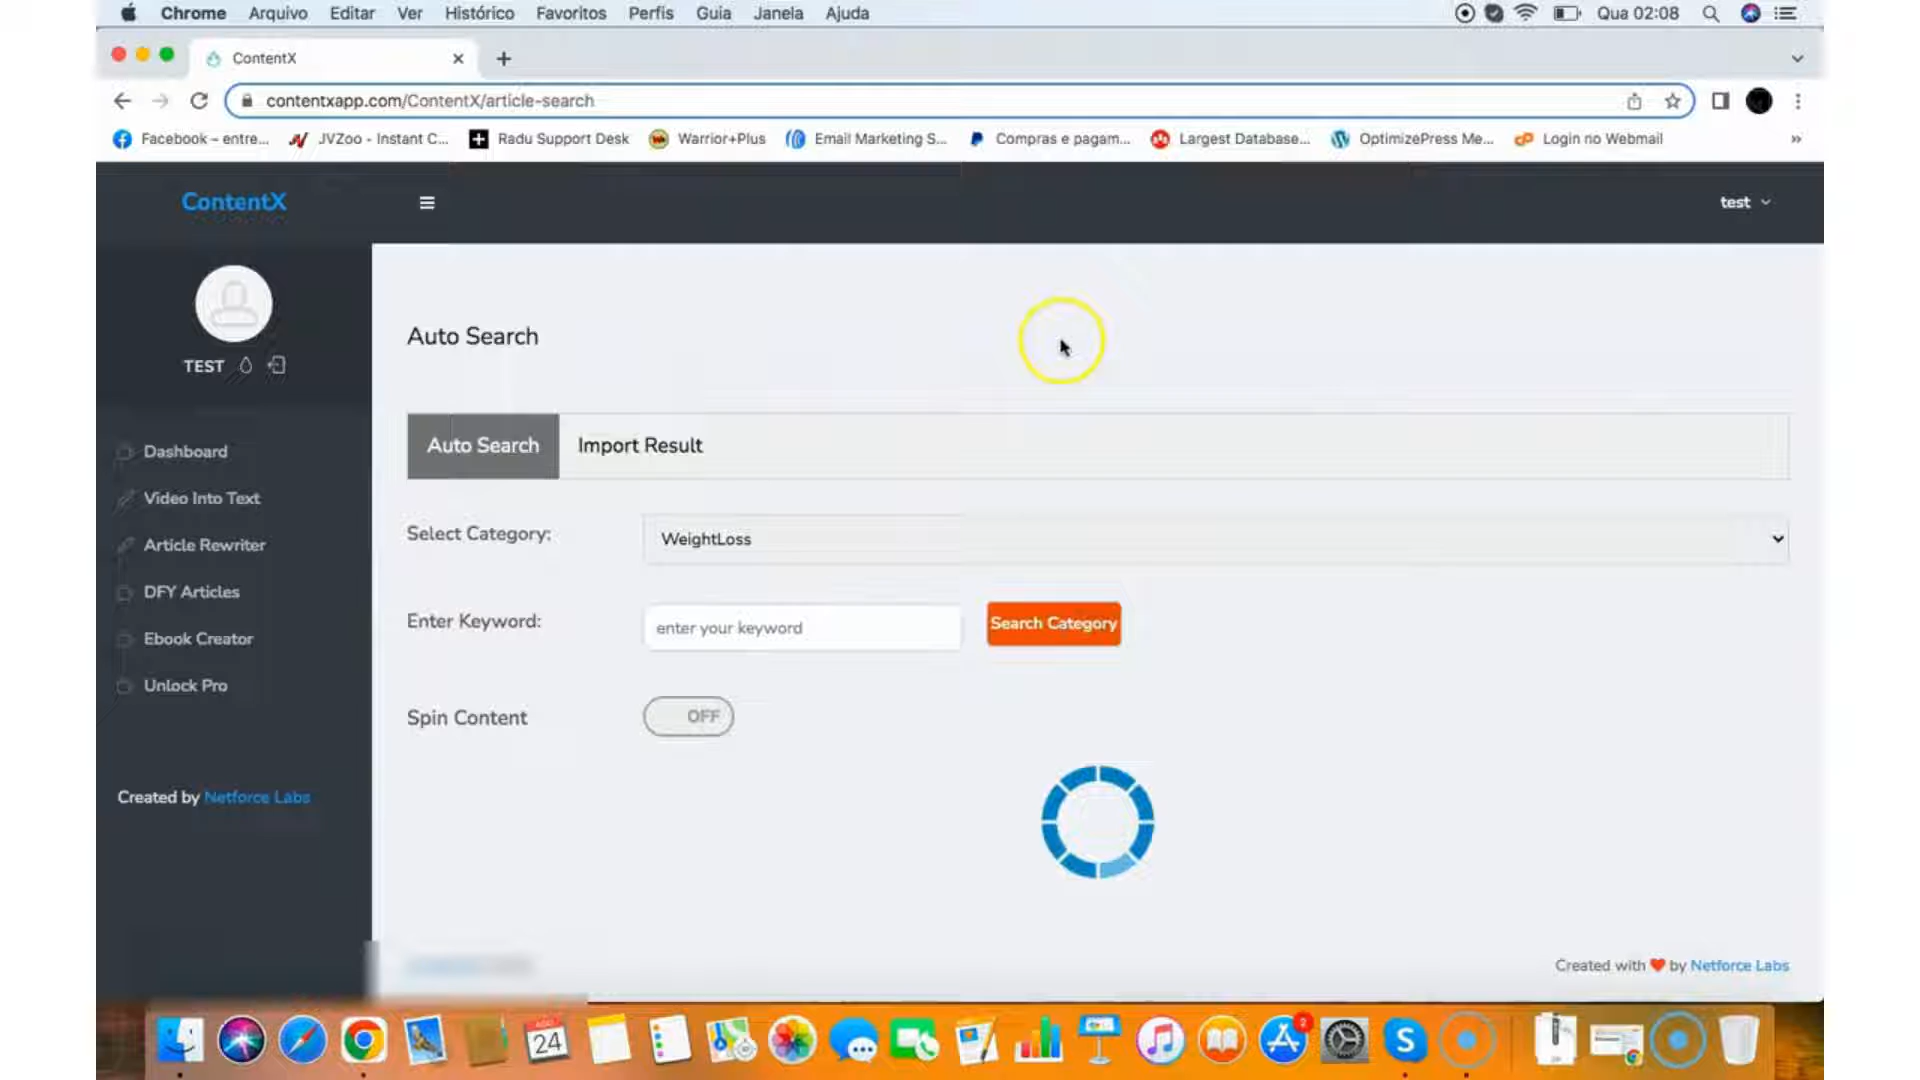 Chrome Arquivo Editar Ver Histórico Favoritos Perfis Guia Janela Ajuda Qua 02:08
ContentX
contentxapp.com/ContentX/article-search
Facebook – entre... JVZoo - Instant C... Radu Support Desk Warrior+Plus Email Marketing S... Compras e pagam... Largest Database... OptimizePress Me... Login no Webmail »
ContentX
test
TEST
Dashboard
Video Into Text
Article Rewriter
DFY Articles
Ebook Creator
Unlock Pro
Created by Netforce Labs
Auto Search
Auto Search Import Result
Select Category: WeightLoss
Enter Keyword: enter your keyword Search Category
Spin Content OFF
Created with ❤ by Netforce Labs
24
2